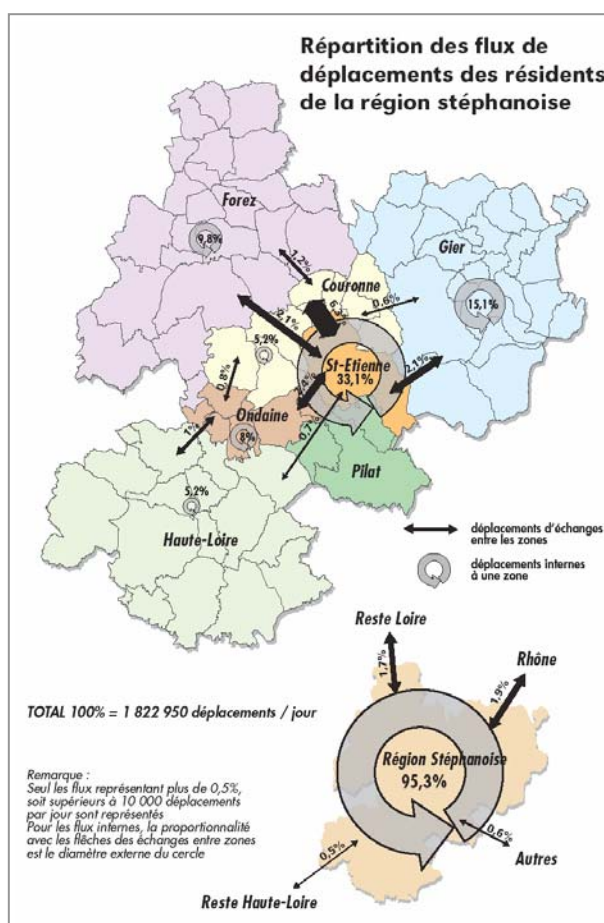 Répartition des flux de
déplacements des résidents
de la région stéphanoise
Forez
9,8%
Gier
15,1%
1,2%
Couronne
0,6%
2,1%
5,2%
St-Etienne
33,1%
2,1%
0,8%
Ondaine
8%
1%
0,7%
Pilat
5,2%
Haute-Loire
déplacements d'échanges
entre les zones
déplacements internes
à une zone
Reste Loire
1,7%
Rhône
1,9%
TOTAL 100% = 1 822 950 déplacements / jour
Région Stéphanoise
95,3%
Remarque :
Seul les flux représentant plus de 0,5%,
soit supérieurs à 10 000 déplacements
par jour sont représentés
Pour les flux internes, la proportionnalité
avec les flêches des échanges entre zones
est le diamètre externe du cercle
0,6%
Autres
0,5%
Reste Haute-Loire